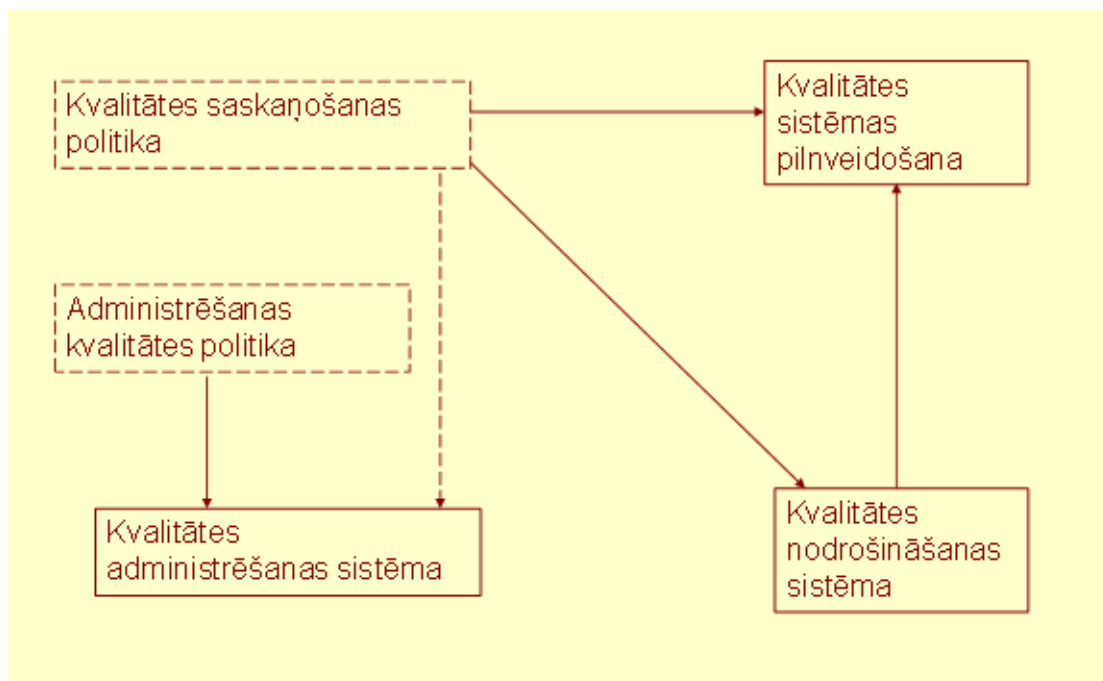 Kvalitātes saskaņošanas
politika
Kvalitātes
sistēmas
pilnveidošana
Administrēšanas
kvalitātes politika
Kvalitātes
administrēšanas sistēma
Kvalitātes
nodrošināšanas
sistēma